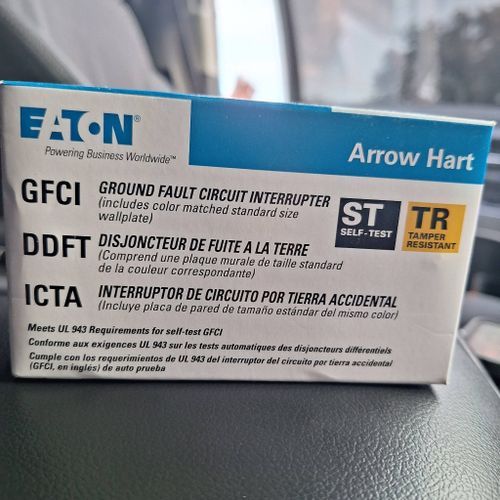 EATON®
Powering Business Worldwide™
Arrow Hart
GFCI GROUND FAULT CIRCUIT INTERRUPTER
(includes color matched standard size
wallplate)
ST
SELF-TEST
TR
TAMPER
RESISTANT
DDFT DISJONCTEUR DE FUITE A LA TERRE
(Comprend une plaque murale de taille standard
de la couleur correspondante)
ICTA INTERRUPTOR DE CIRCUITO POR TIERRA ACCIDENTAL
(Incluye placa de pared de tamaño estándar del mismo color)
Meets UL 943 Requirements for self-test GFCI
Conforme aux exigences UL 943 sur les tests automatiques des disjoncteurs différentiels
Cumple con los requerimientos de UL 943 del interruptor del circuito por tierra accidental
(GFCI, en inglés) de auto prueba